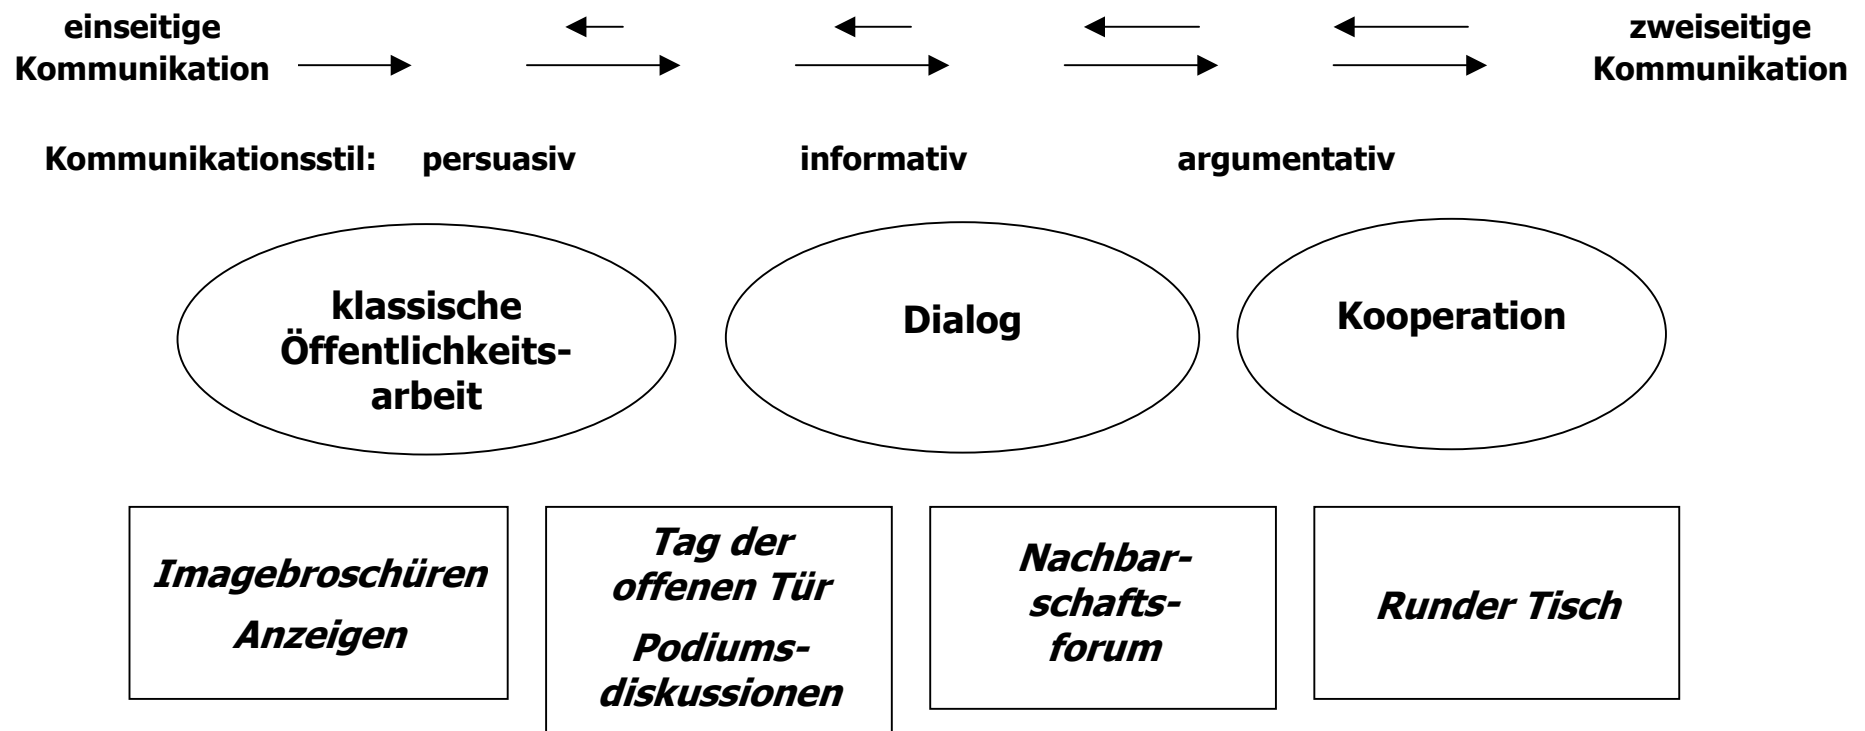 einseitige
Kommunikation
zweiseitige
Kommunikation
Kommunikationsstil: persuasiv informativ argumentativ
klassische
Öffentlichkeits-
arbeit
Dialog
Kooperation
Imagebroschüren
Anzeigen
Tag der
offenen Tür
Podiums-
diskussionen
Nachbar-
schafts-
forum
Runder Tisch